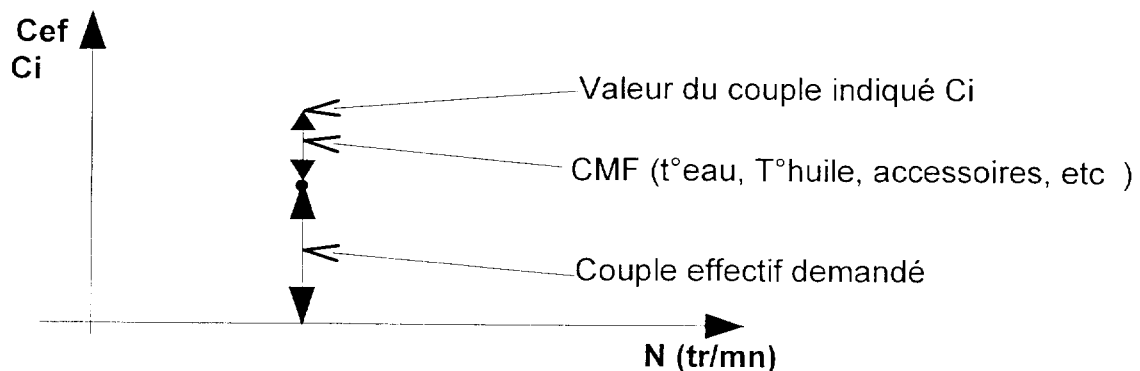 Cef
Ci
Valeur du couple indiqué Ci
CMF (t°eau, T°huile, accessoires, etc )
Couple effectif demandé
N (tr/mn)